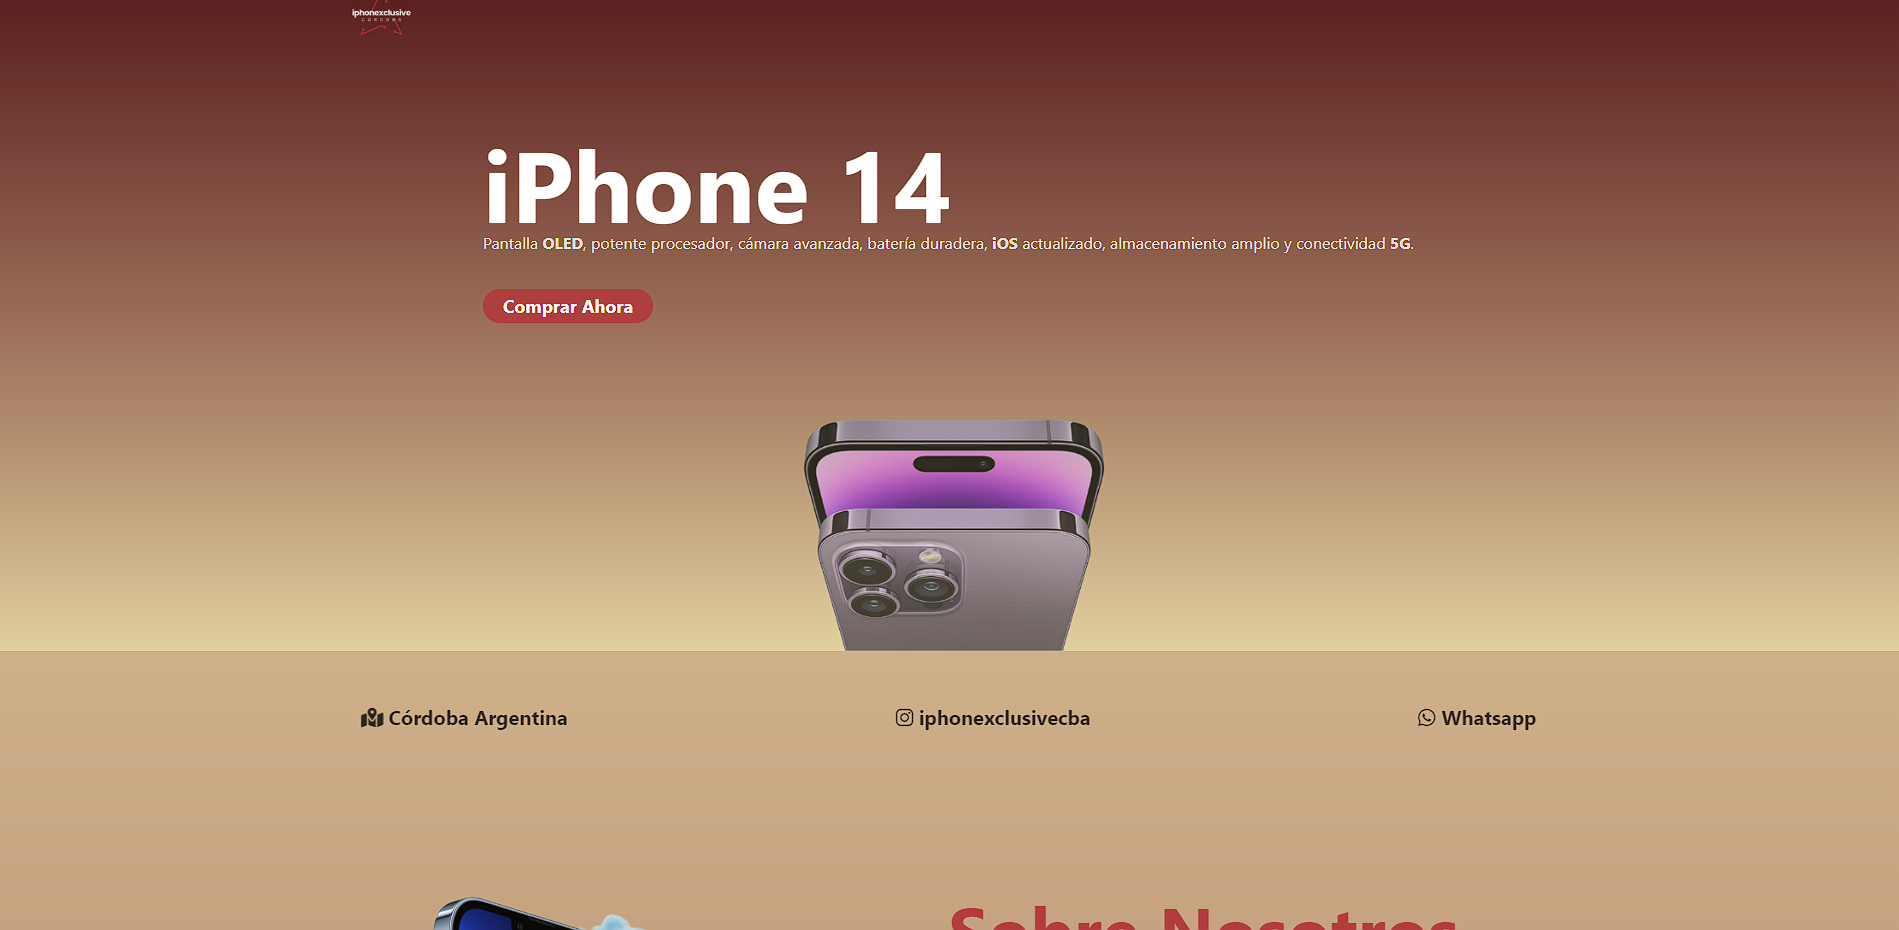 iphonexclusive
CÓRDOBA
iPhone 14
Pantalla OLED, potente procesador, cámara avanzada, batería duradera, iOS actualizado, almacenamiento amplio y conectividad 5G.
Comprar Ahora
Córdoba Argentina
iphonexclusivecba
Whatsapp
Sobre Nosotros